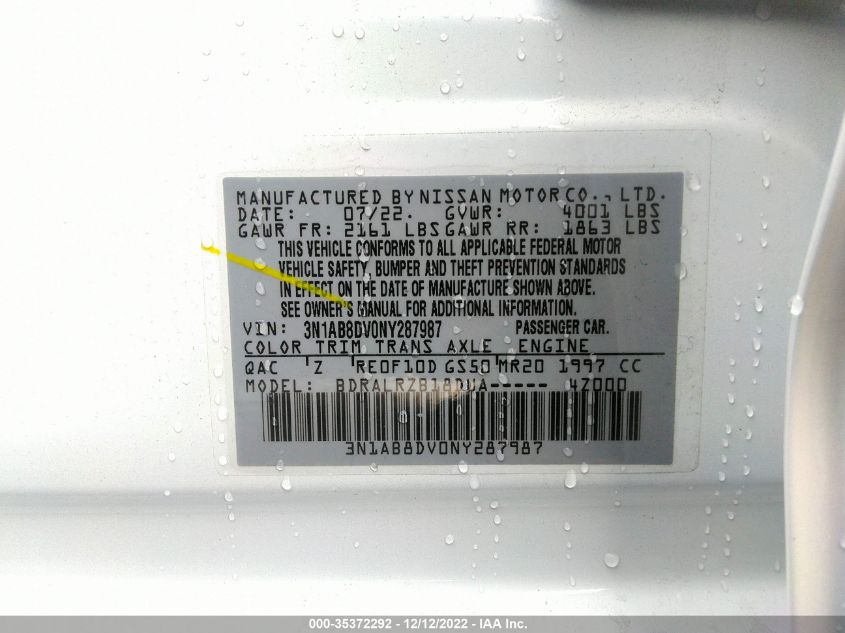 MANUFACTURED BY NISSAN MOTOR CO., LTD.
DATE: 07/22. GVWR: 4001 LBS
GAWR FR: 2161 LBS GAWR RR: 1863 LBS
THIS VEHICLE CONFORMS TO ALL APPLICABLE FEDERAL MOTOR
VEHICLE SAFETY, BUMPER AND THEFT PREVENTION STANDARDS
IN EFFECT ON THE DATE OF MANUFACTURE SHOWN ABOVE.
SEE OWNER'S MANUAL FOR ADDITIONAL INFORMATION.
VIN: 3N1AB8DV0NY287987 PASSENGER CAR.
COLOR TRIM TRANS AXLE ENGINE
QAC Z RE0F10D GS50 MR20 1997 CC
MODEL: BDRALRZB18DUA----- 4Z000
3N1AB8DV0NY287987
000-35372292 - 12/12/2022 - IAA Inc.